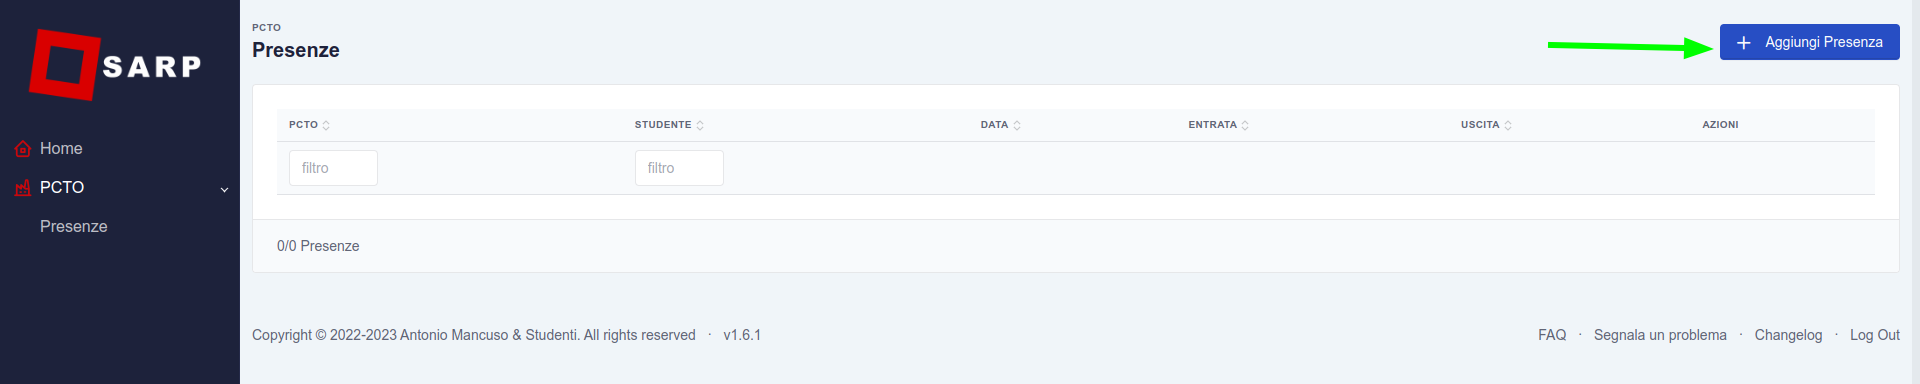 SARP
Home
PCTO
Presenze
PCTO
Presenze
Aggiungi Presenza
PCTO STUDENTE DATA ENTRATA USCITA AZIONI
filtro filtro
0/0 Presenze
Copyright © 2022-2023 Antonio Mancuso & Studenti. All rights reserved · v1.6.1
FAQ · Segnala un problema · Changelog · Log Out